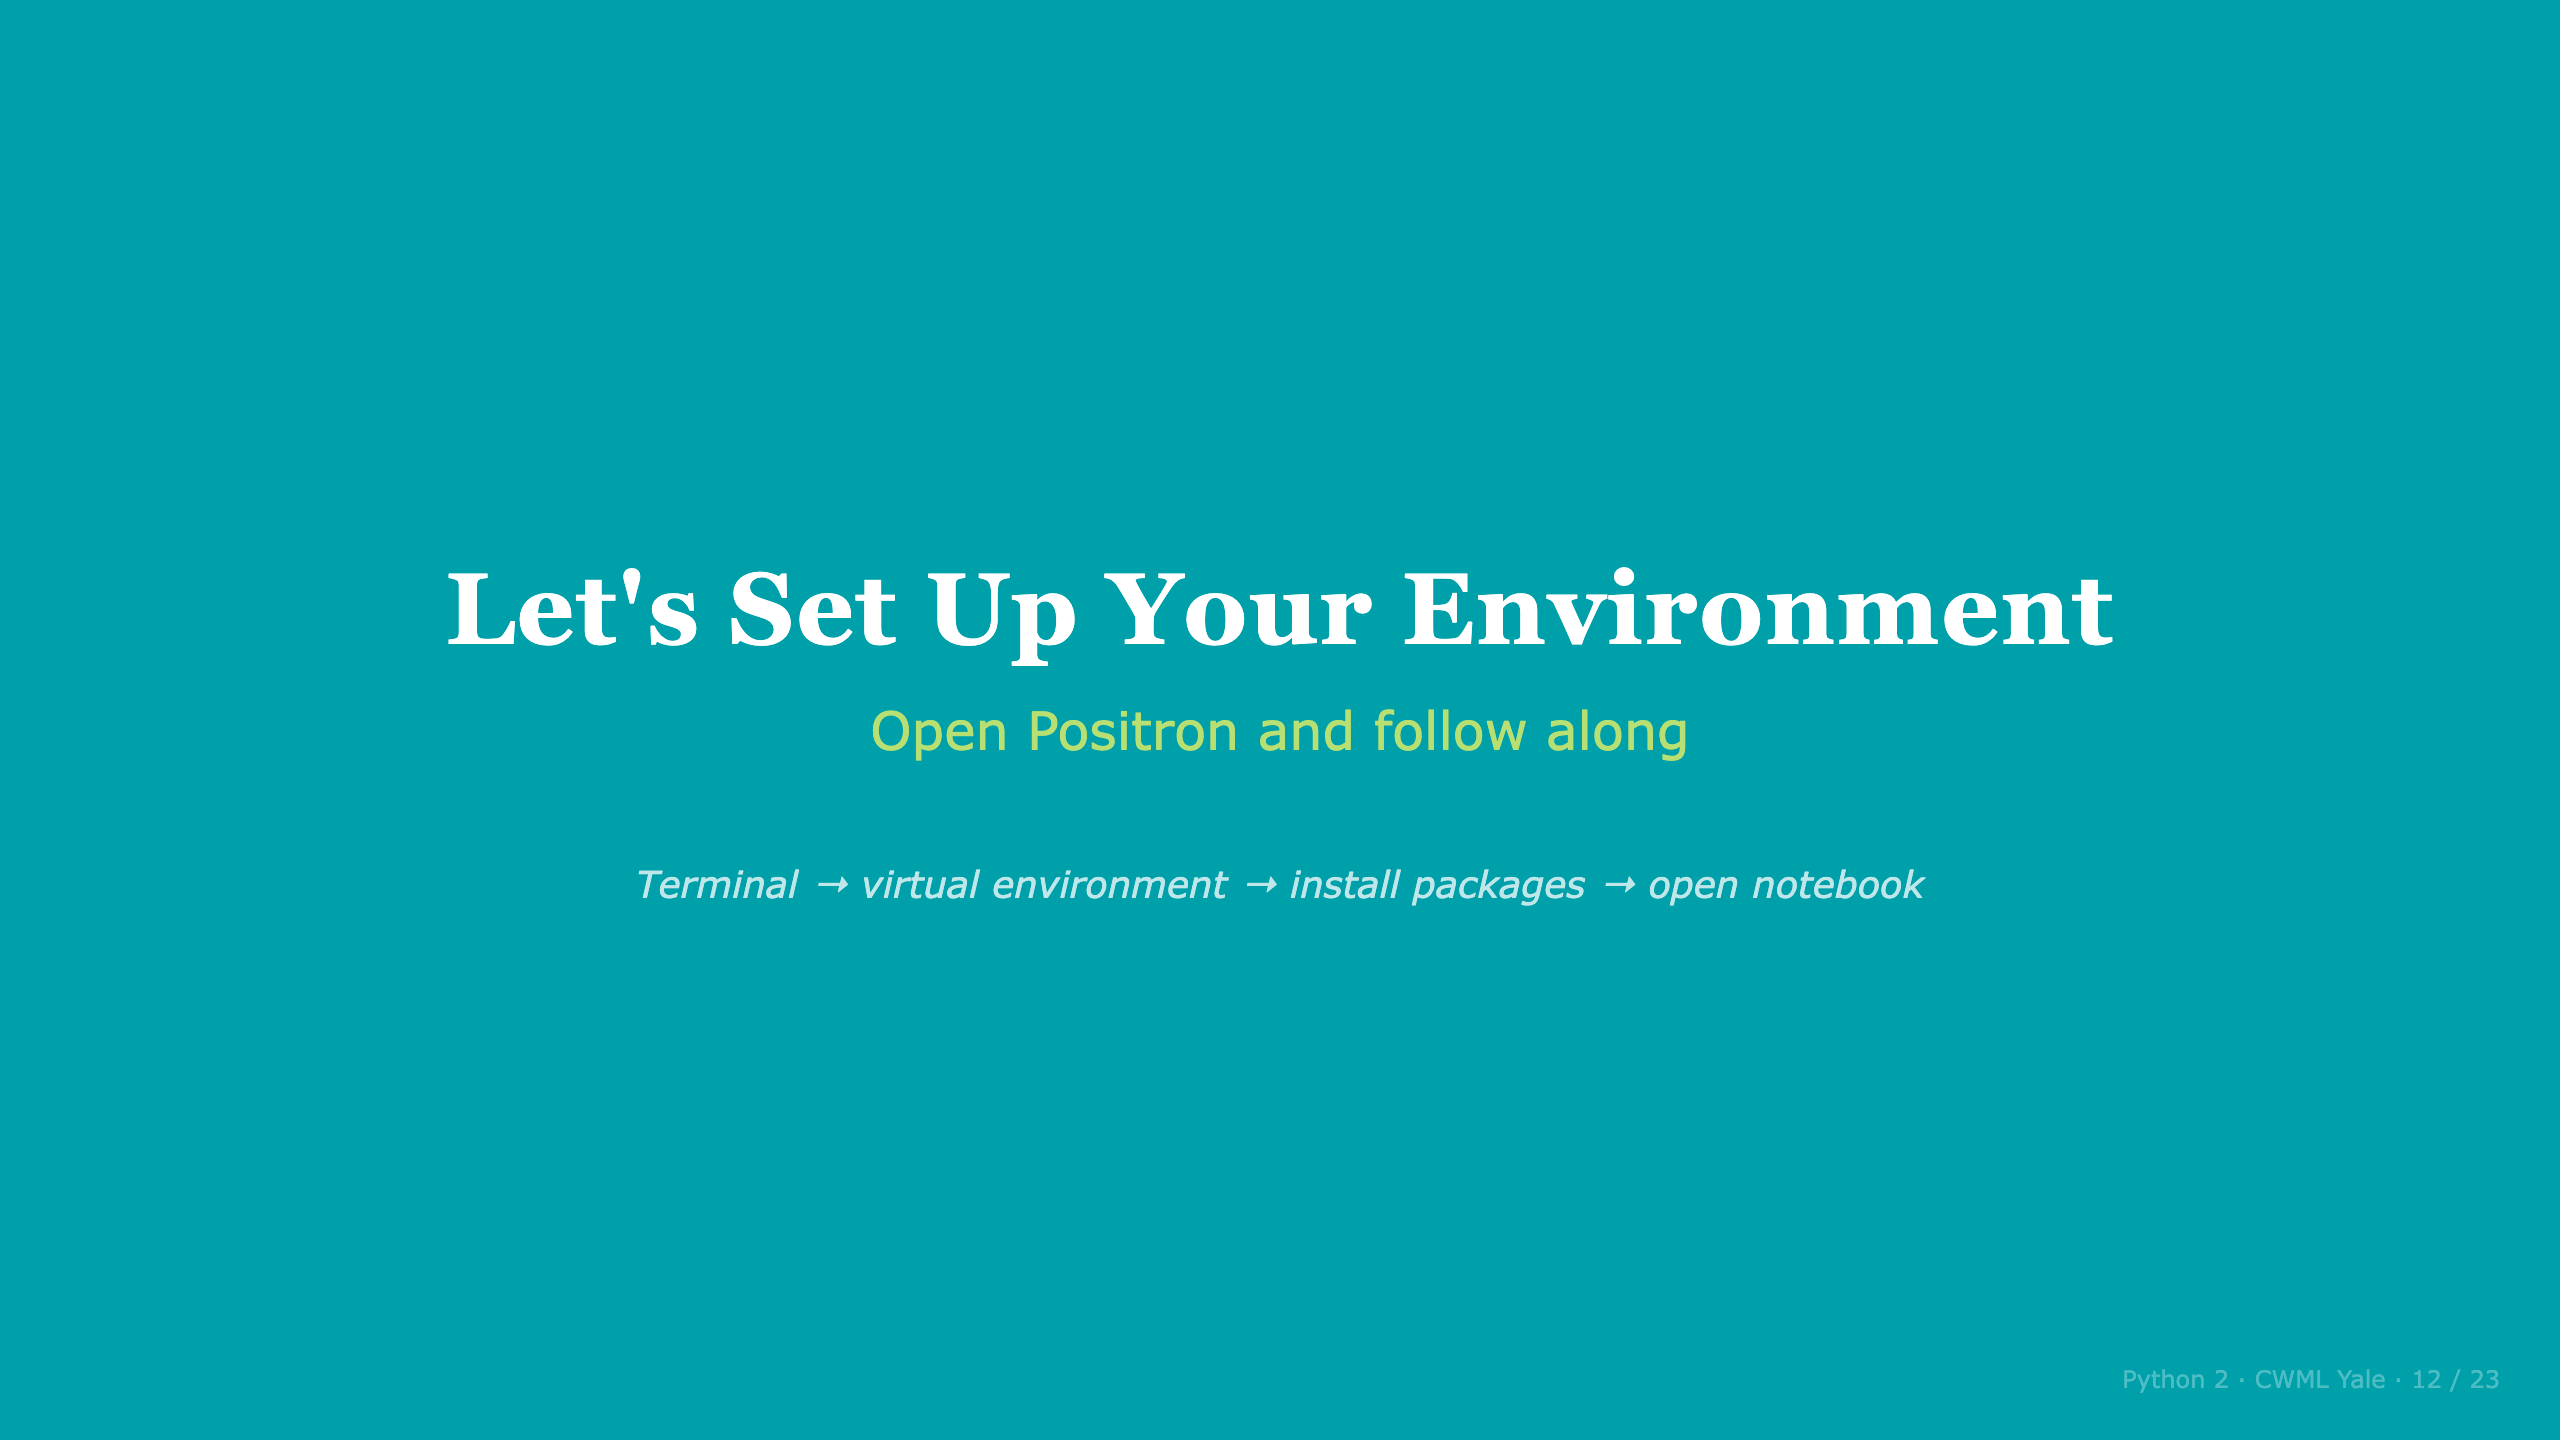 Let's Set Up Your Environment
Open Positron and follow along
Terminal → virtual environment → install packages → open notebook
Python 2 · CWML Yale · 12 / 23